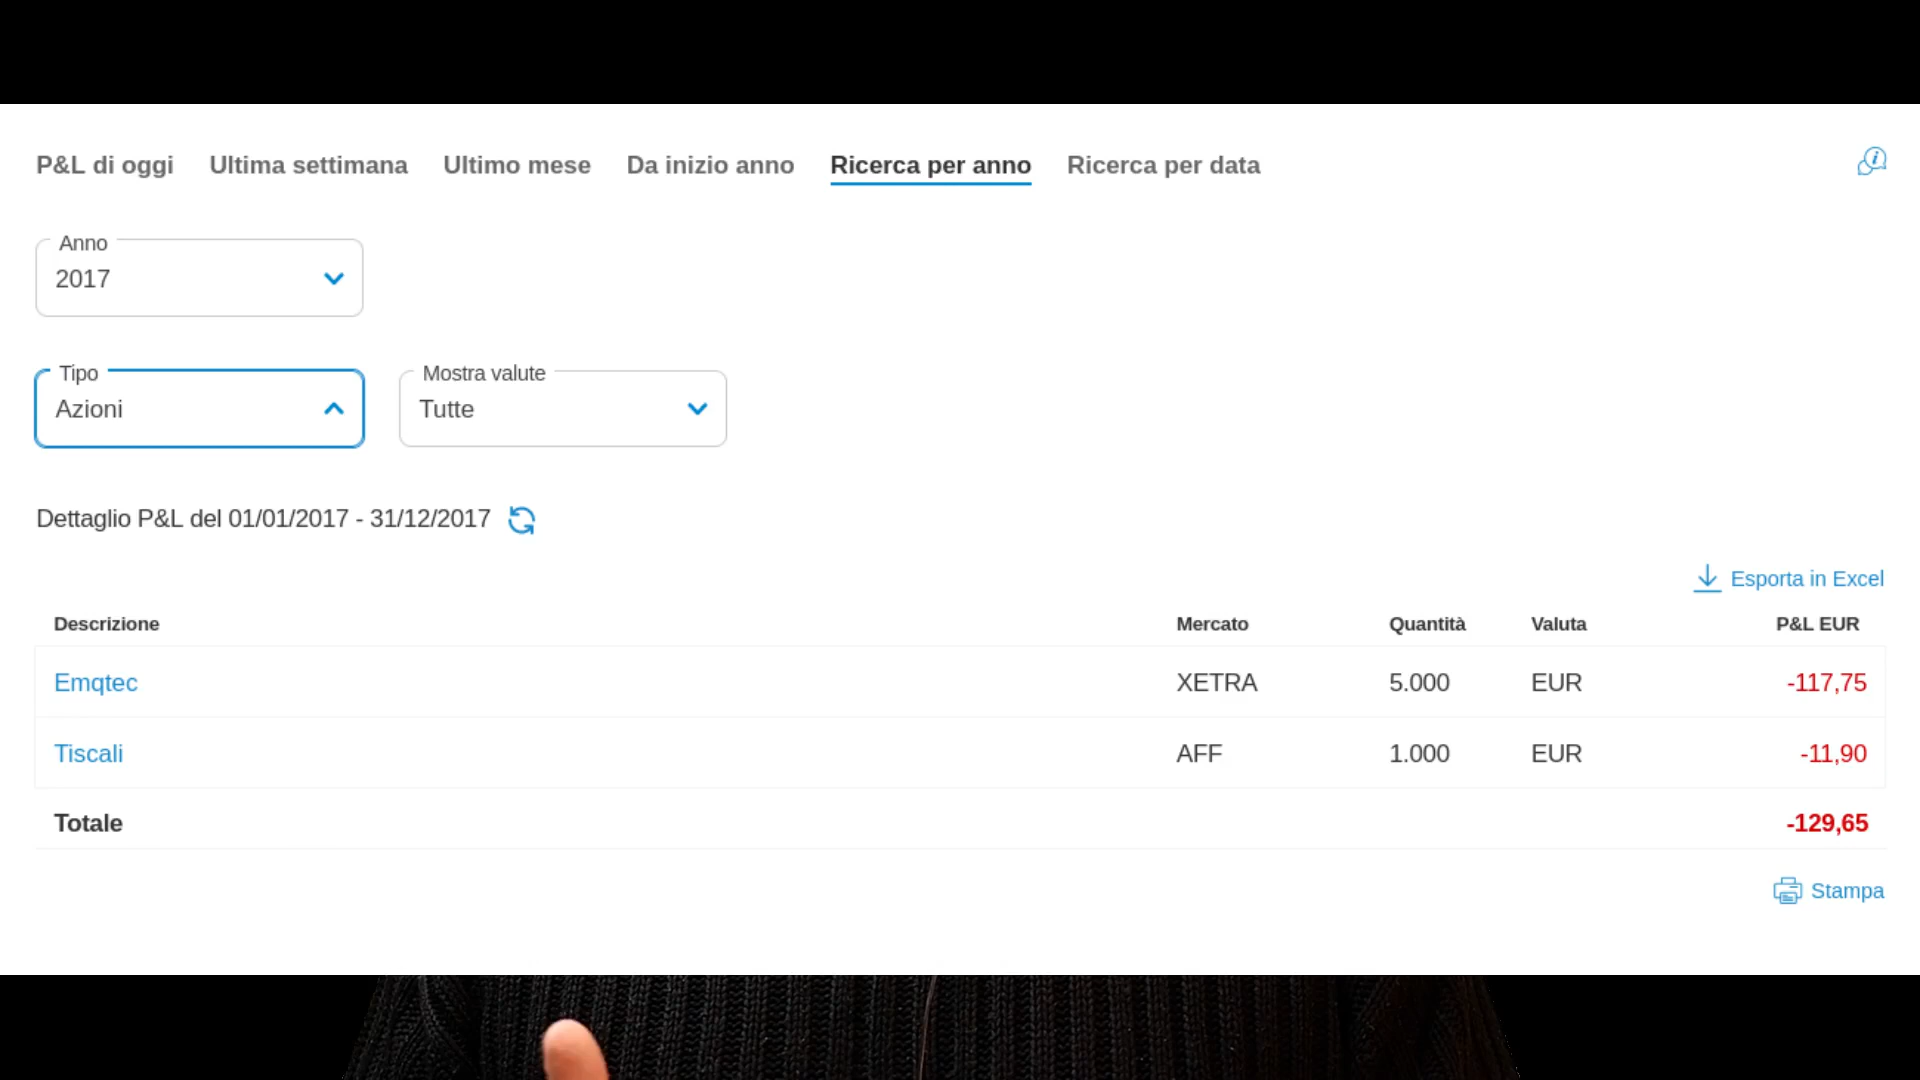 P&L di oggi Ultima settimana Ultimo mese Da inizio anno Ricerca per anno Ricerca per data
Anno
2017
Tipo Mostra valute
Azioni Tutte
Dettaglio P&L del 01/01/2017 - 31/12/2017
Esporta in Excel
Descrizione Mercato Quantità Valuta P&L EUR
Emqtec XETRA 5.000 EUR -117,75
Tiscali AFF 1.000 EUR -11,90
Totale -129,65
Stampa